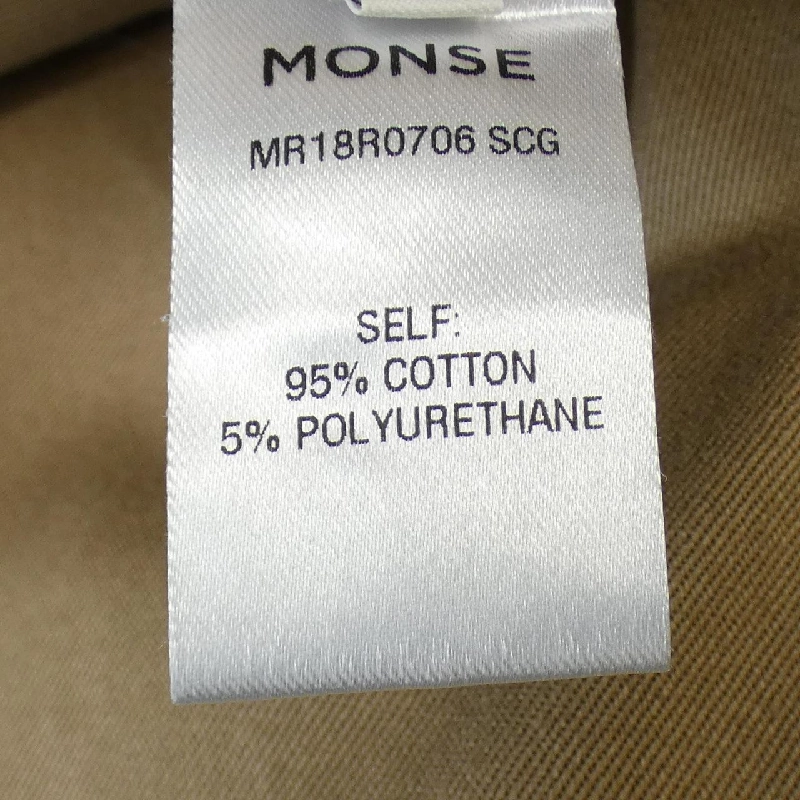 MONSE
MR18R0706 SCG
SELF:
95% COTTON
5% POLYURETHANE